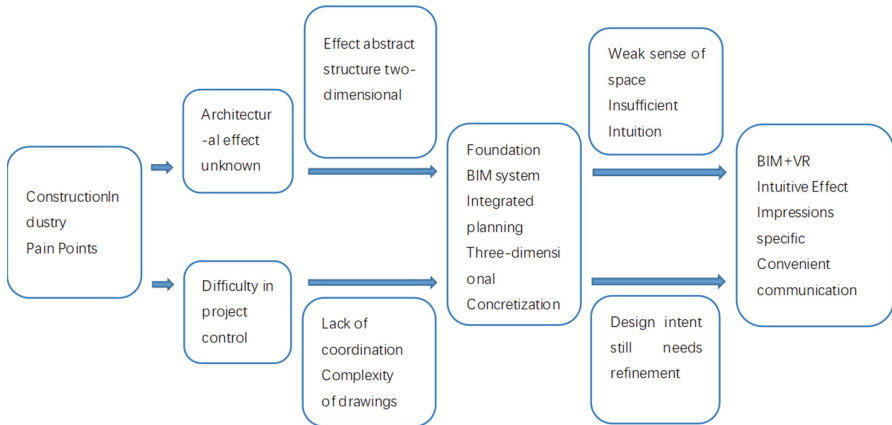 ConstructionIn
dustry
Pain Points
Architectur
-al effect
unknown
Difficulty in
project
control
Effect abstract
structure two-
dimensional
Lack of
coordination
Complexity
of drawings
Foundation
BIM system
Integrated
planning
Three-dimensi
onal
Concretization
Weak sense of
space
Insufficient
Intuition
Design intent
still needs
refinement
BIM+VR
Intuitive Effect
Impressions
specific
Convenient
communication